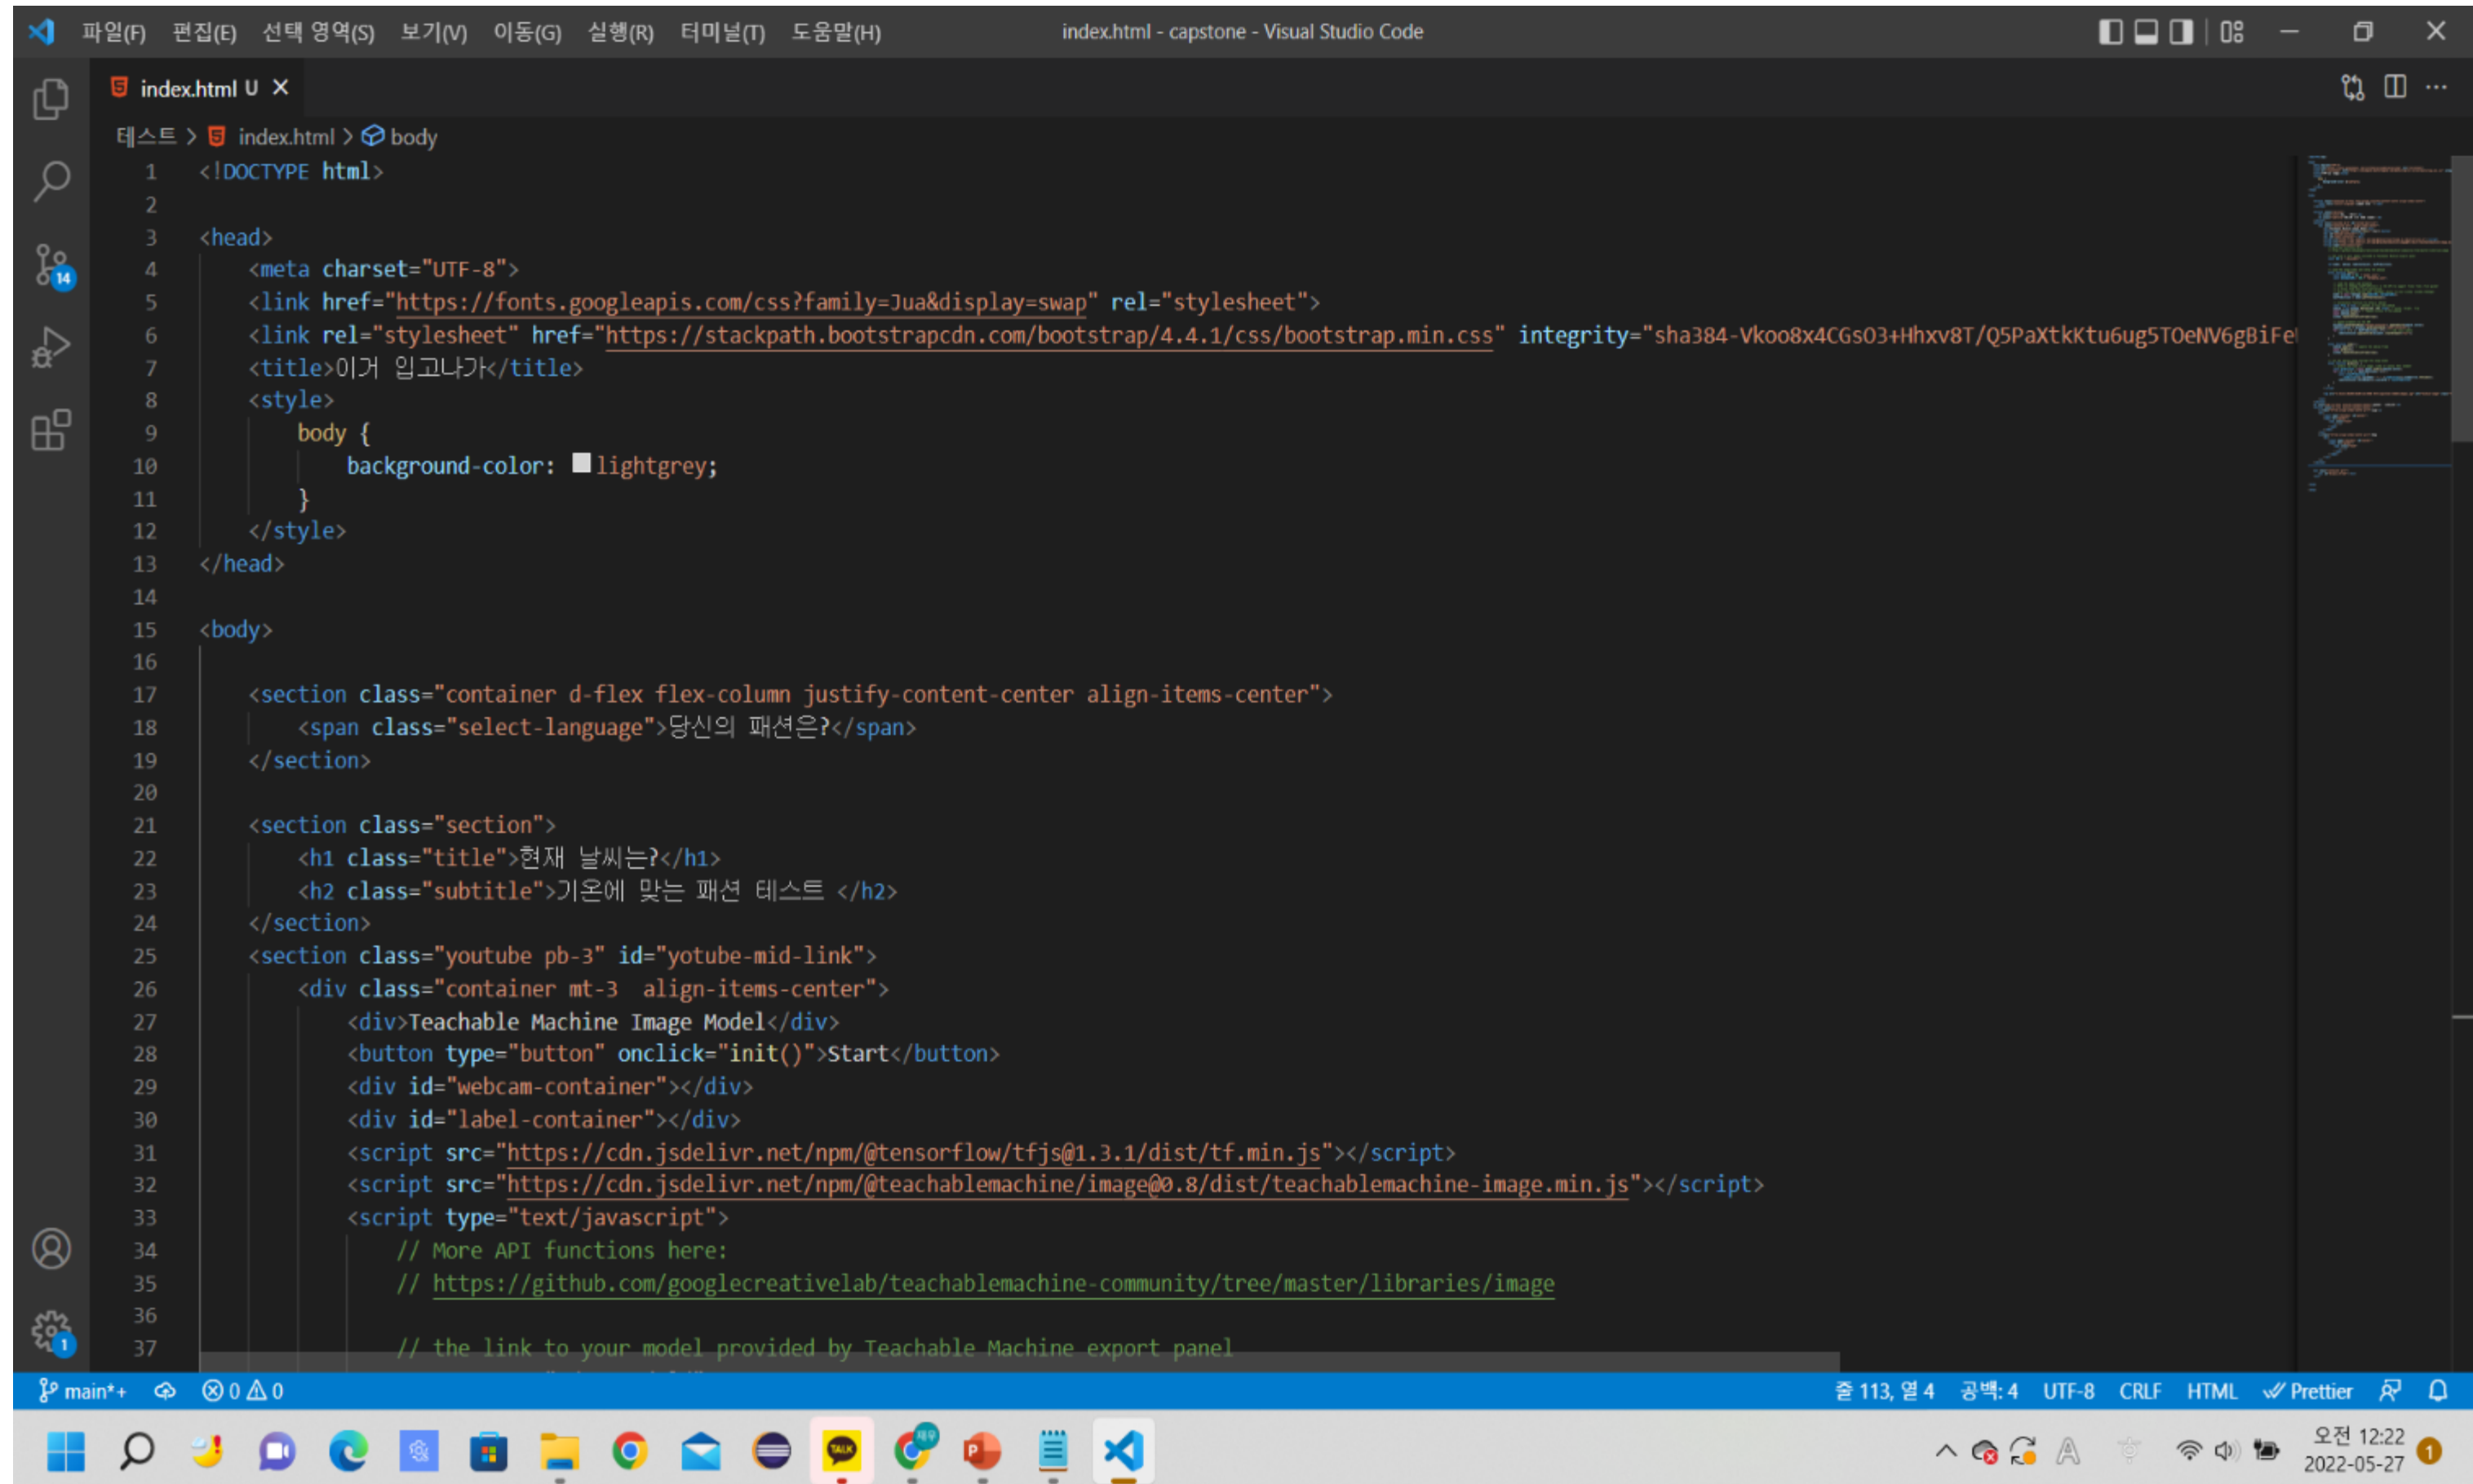 파일(F) 편집(E) 선택 영역(S) 보기(V) 이동(G) 실행(R) 터미널(T) 도움말(H) index.html - capstone - Visual Studio Code
index.html U
테스트 > index.html > body
1 <!DOCTYPE html>
2
3 <head>
4 <meta charset="UTF-8">
5 <link href="https://fonts.googleapis.com/css?family=Jua&display=swap" rel="stylesheet">
6 <link rel="stylesheet" href="https://stackpath.bootstrapcdn.com/bootstrap/4.4.1/css/bootstrap.min.css" integrity="sha384-Vkoo8x4CGsO3+Hhxv8T/Q5PaXtkKtu6ug5TOeNV6gBiFe
7 <title>이거 입고나가</title>
8 <style>
9 body {
10 background-color: lightgrey;
11 }
12 </style>
13 </head>
14
15 <body>
16
17 <section class="container d-flex flex-column justify-content-center align-items-center">
18 <span class="select-language">당신의 패션은?</span>
19 </section>
20
21 <section class="section">
22 <h1 class="title">현재 날씨는?</h1>
23 <h2 class="subtitle">기온에 맞는 패션 테스트 </h2>
24 </section>
25 <section class="youtube pb-3" id="yotube-mid-link">
26 <div class="container mt-3  align-items-center">
27 <div>Teachable Machine Image Model</div>
28 <button type="button" onclick="init()">Start</button>
29 <div id="webcam-container"></div>
30 <div id="label-container"></div>
31 <script src="https://cdn.jsdelivr.net/npm/@tensorflow/tfjs@1.3.1/dist/tf.min.js"></script>
32 <script src="https://cdn.jsdelivr.net/npm/@teachablemachine/image@0.8/dist/teachablemachine-image.min.js"></script>
33 <script type="text/javascript">
34 // More API functions here:
35 // https://github.com/googlecreativelab/teachablemachine-community/tree/master/libraries/image
36
37 // the link to your model provided by Teachable Machine export panel
14
1
main*+ 0 0 줄 113, 열 4 공백: 4 UTF-8 CRLF HTML Prettier
TALK 재우 P A 오전 12:22
2022-05-27 1